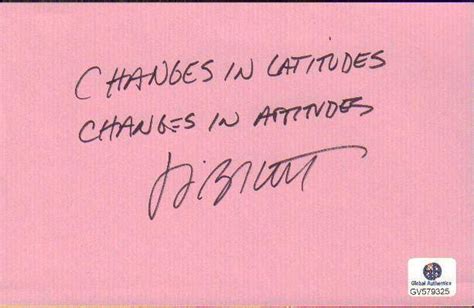 CHANGES IN LATITUDES
CHANGES IN ATTITUDES
Global Authentics
GV579325